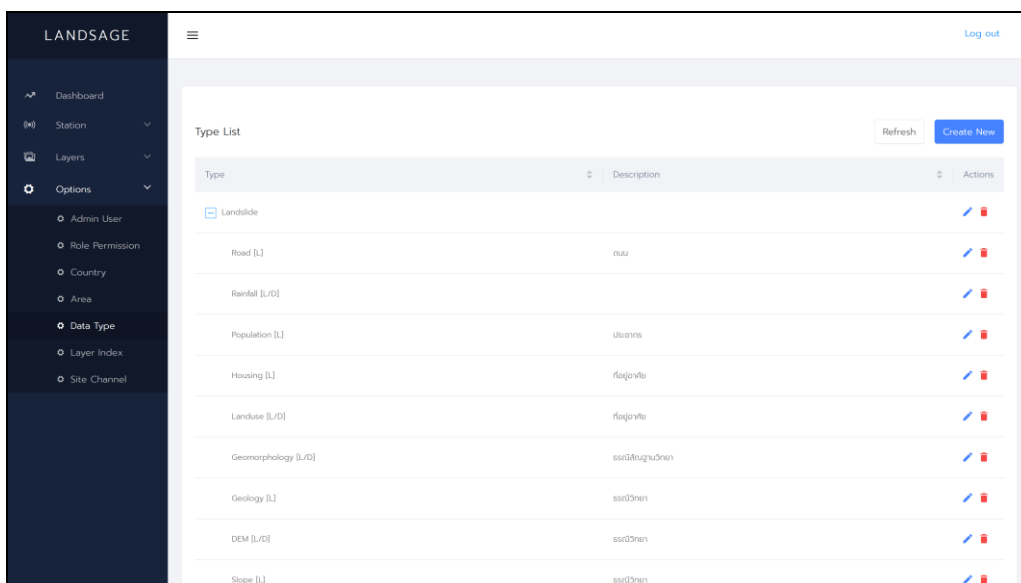 LANDSAGE
Log out
Dashboard
Station
Layers
Options
Admin User
Role Permission
Country
Area
Data Type
Layer Index
Site Channel
Type List
Refresh
Create New
Type Description Actions
Landslide
Road [L] ถนน
Rainfall [L/D]
Population [L] ประชากร
Housing [L] ที่อยู่อาศัย
Landuse [L/D] ที่อยู่อาศัย
Geomorphology [L/D] ธรณีสัณฐานวิทยา
Geology [L] ธรณีวิทยา
DEM [L/D] ธรณีวิทยา
Slope [L] ธรณีวิทยา